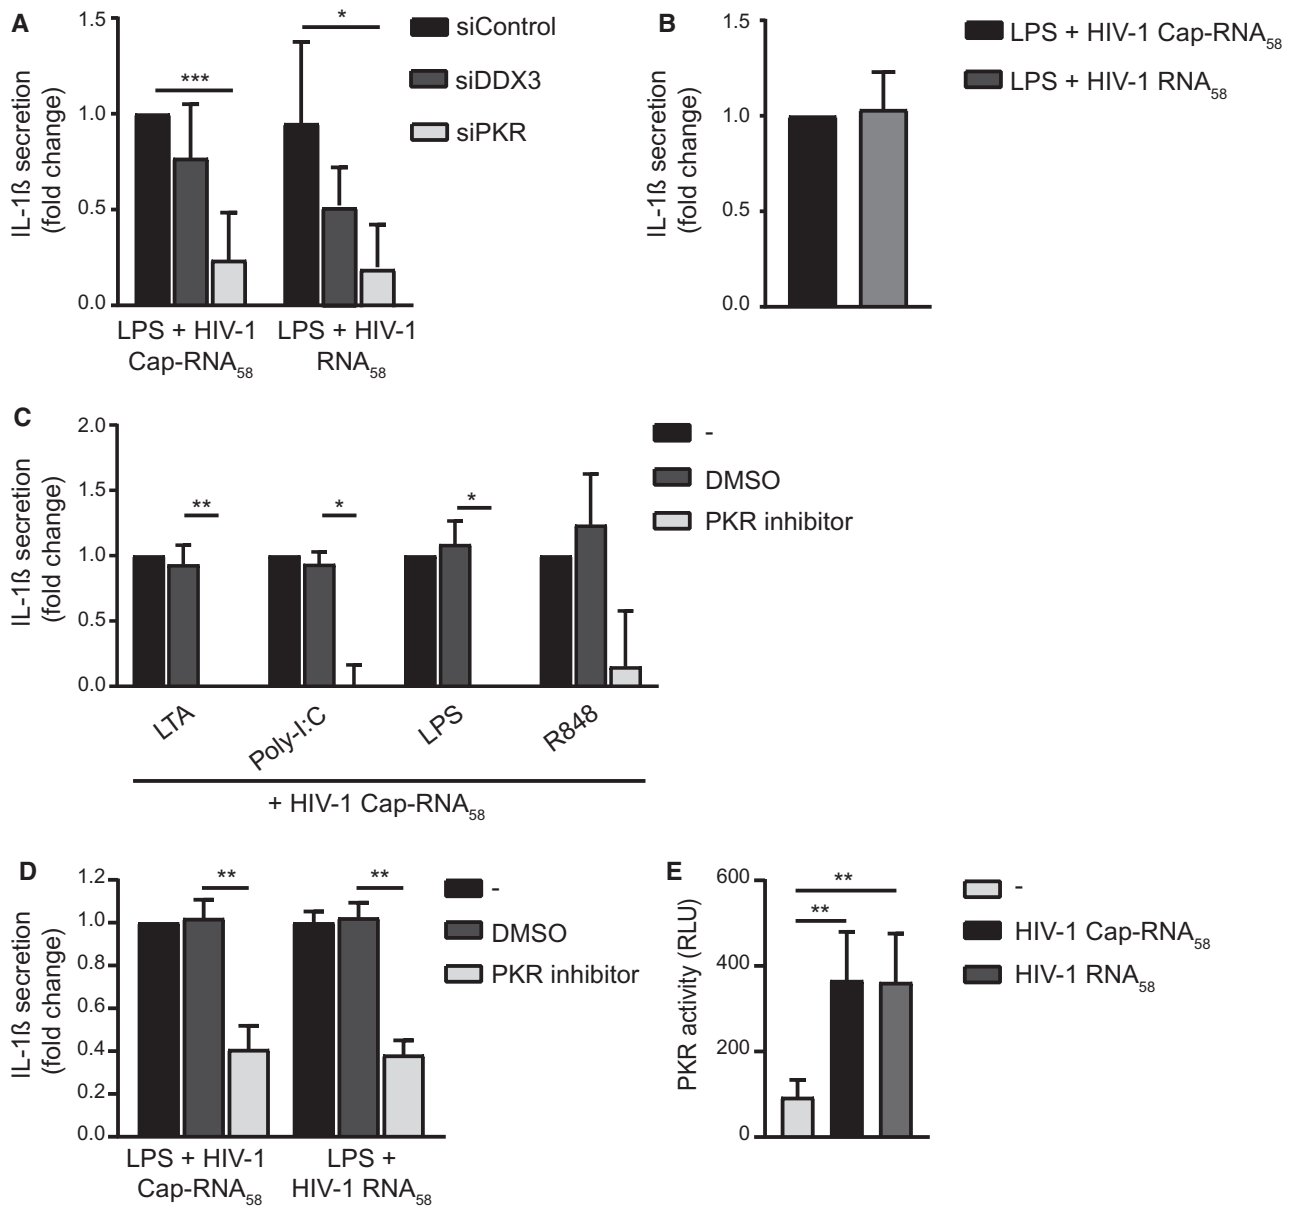 A
IL-1ß secretion
(fold change)
1.5
1.0
0.5
0.0
***
*
siControl
siDDX3
siPKR
LPS + HIV-1
Cap-RNA58
LPS + HIV-1
RNA58
B
IL-1ß secretion
(fold change)
1.5
1.0
0.5
0.0
LPS + HIV-1 Cap-RNA58
LPS + HIV-1 RNA58
C
IL-1ß secretion
(fold change)
2.0
1.5
1.0
0.5
0.0
**
*
*
-
DMSO
PKR inhibitor
LTA
Poly-I:C
LPS
R848
+ HIV-1 Cap-RNA58
D
IL-1ß secretion
(fold change)
1.2
1.0
0.8
0.6
0.4
0.2
0.0
**
**
-
DMSO
PKR inhibitor
LPS + HIV-1
Cap-RNA58
LPS +
HIV-1 RNA58
E
PKR activity (RLU)
600
400
200
0
**
**
-
HIV-1 Cap-RNA58
HIV-1 RNA58